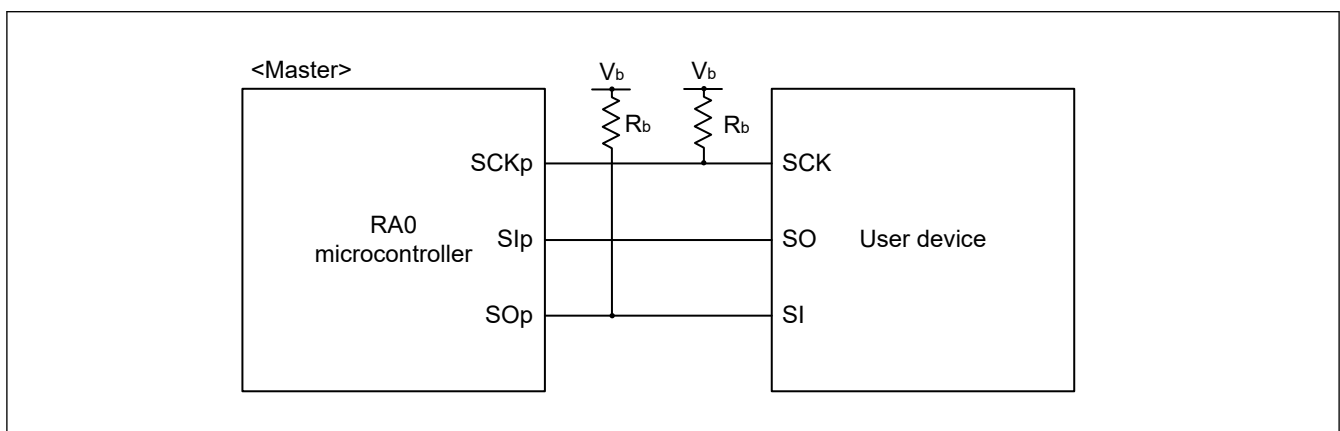 <Master>
Vb
Vb
Rb
Rb
SCKp
SCK
RA0
microcontroller
SIp
SO
User device
SOp
SI